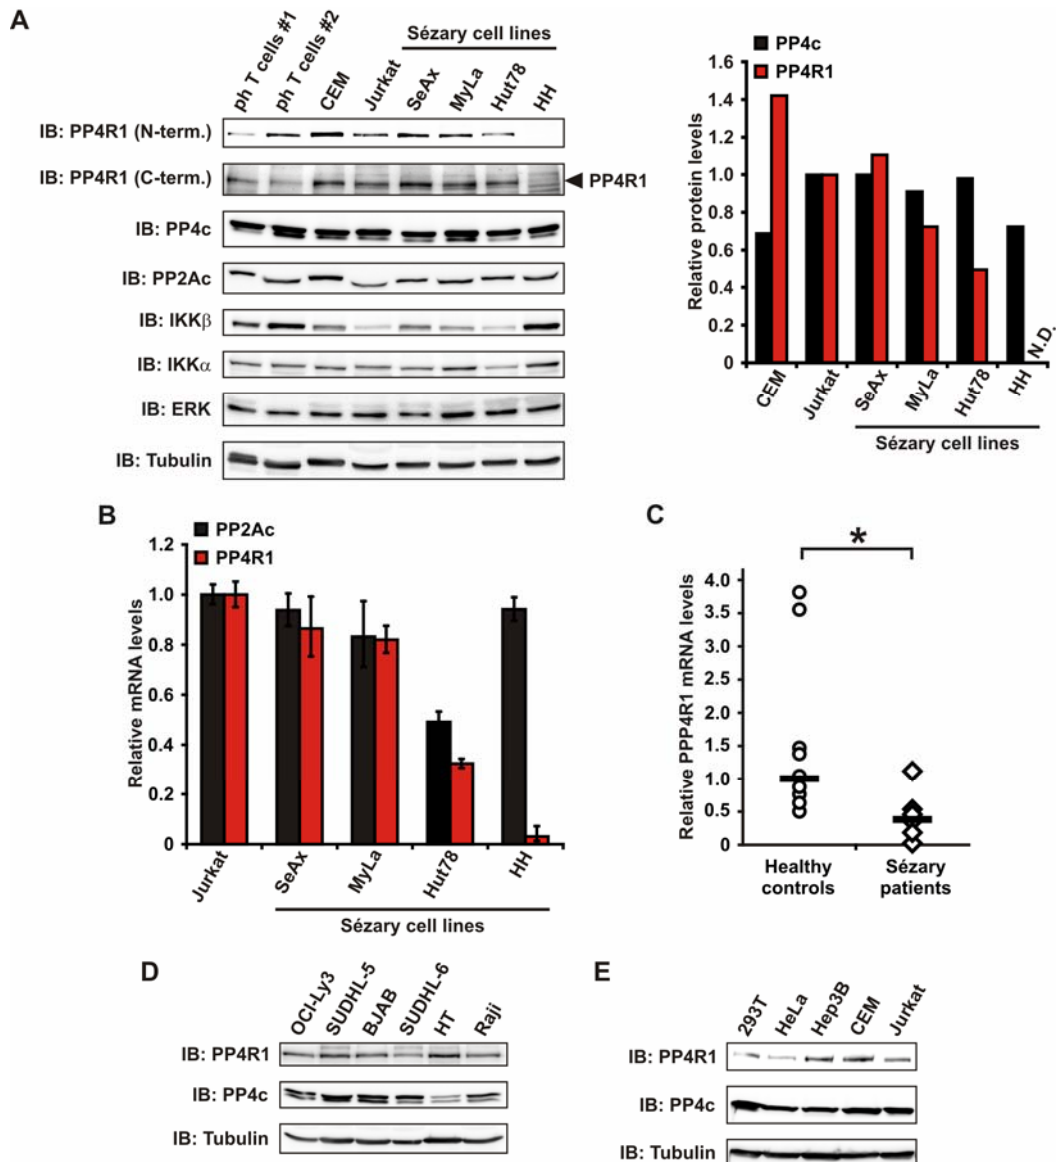 A
ph T cells #1
ph T cells #2
CEM
Jurkat
Sézary cell lines
SeAx
MyLa
Hut78
HH
IB: PP4R1 (N-term.)
IB: PP4R1 (C-term.)
PP4R1
IB: PP4c
IB: PP2Ac
IB: IKKβ
IB: IKKα
IB: ERK
IB: Tubulin
PP4c
PP4R1
Relative protein levels
1.6
1.4
1.2
1.0
0.8
0.6
0.4
0.2
0
N.D.
CEM
Jurkat
SeAx
MyLa
Hut78
HH
Sézary cell lines
B
PP2Ac
PP4R1
Relative mRNA levels
1.2
1.0
0.8
0.6
0.4
0.2
0
Jurkat
SeAx
MyLa
Hut78
HH
Sézary cell lines
C
*
Relative PPP4R1 mRNA levels
4.0
3.5
3.0
2.5
2.0
1.5
1.0
0.5
0
Healthy
controls
Sézary
patients
D
OCI-Ly3
SUDHL-5
BJAB
SUDHL-6
HT
Raji
IB: PP4R1
IB: PP4c
IB: Tubulin
E
293T
HeLa
Hep3B
CEM
Jurkat
IB: PP4R1
IB: PP4c
IB: Tubulin